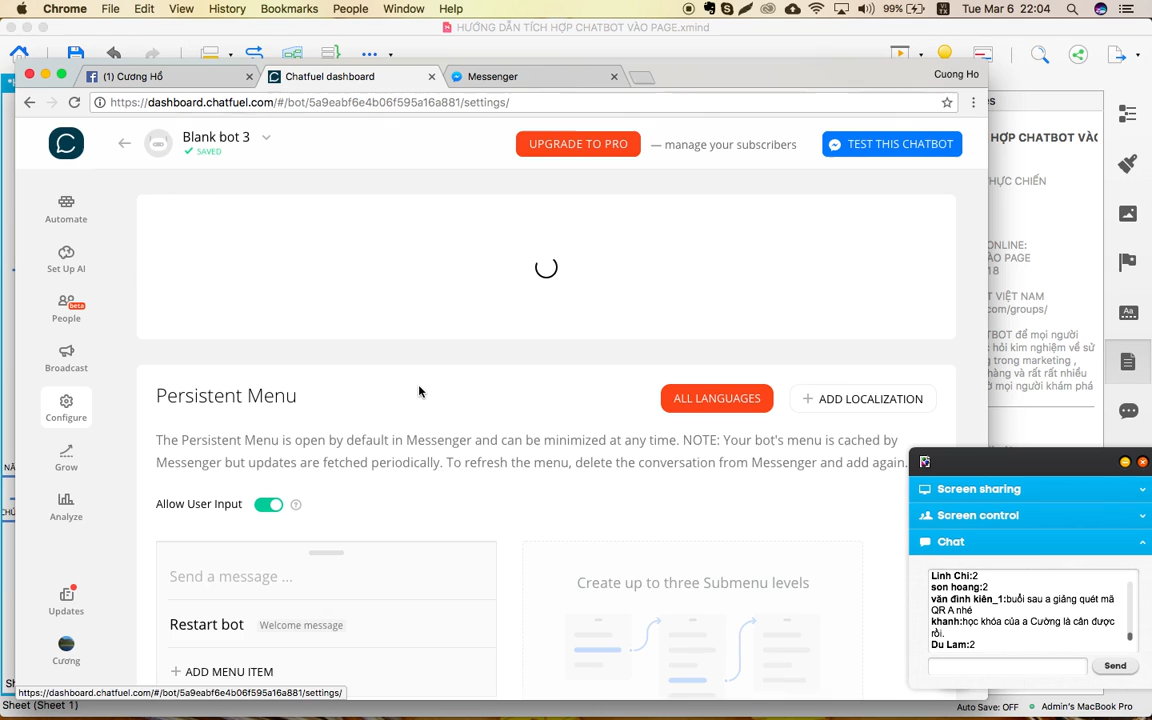 Chrome File Edit View History Bookmarks People Window Help 99% Tue Mar 6 22:04
HƯỚNG DẪN TÍCH HỢP CHATBOT VÀO PAGE.xmind
(1) Cương Hồ
Chatfuel dashboard
Messenger
Cuong Ho
https://dashboard.chatfuel.com/#/bot/5a9eabf6e4b06f595a16a881/settings/
Blank bot 3
SAVED
UPGRADE TO PRO
— manage your subscribers
TEST THIS CHATBOT
Automate
Set Up AI
People
beta
Broadcast
Configure
Grow
Analyze
Updates
Cương
Persistent Menu
ALL LANGUAGES
ADD LOCALIZATION
The Persistent Menu is open by default in Messenger and can be minimized at any time. NOTE: Your bot's menu is cached by
Messenger but updates are fetched periodically. To refresh the menu, delete the conversation from Messenger and add again.
Allow User Input
Send a message ...
Restart bot
Welcome message
+ ADD MENU ITEM
Create up to three Submenu levels
https://dashboard.chatfuel.com/#/bot/5a9eabf6e4b06f595a16a881/settings/
HỢP CHATBOT VÀO
THỰC CHIẾN
ONLINE:
ÀO PAGE
18
T VIỆT NAM
com/groups/
TBOT để mọi người
hỏi kim nghiệm về sử
g trong marketing ,
hàng và rất rất nhiều
ở mọi người khám phá
Screen sharing
Screen control
Chat
Linh Chi:2
son hoang:2
văn đình kiên_1:buổi sau a giảng quét mã
QR A nhé
khanh:học khóa của a Cường là cân được
rồi.
Du Lam:2
Send
Sheet (Sheet 1)
Auto Save: OFF
Admin's MacBook Pro